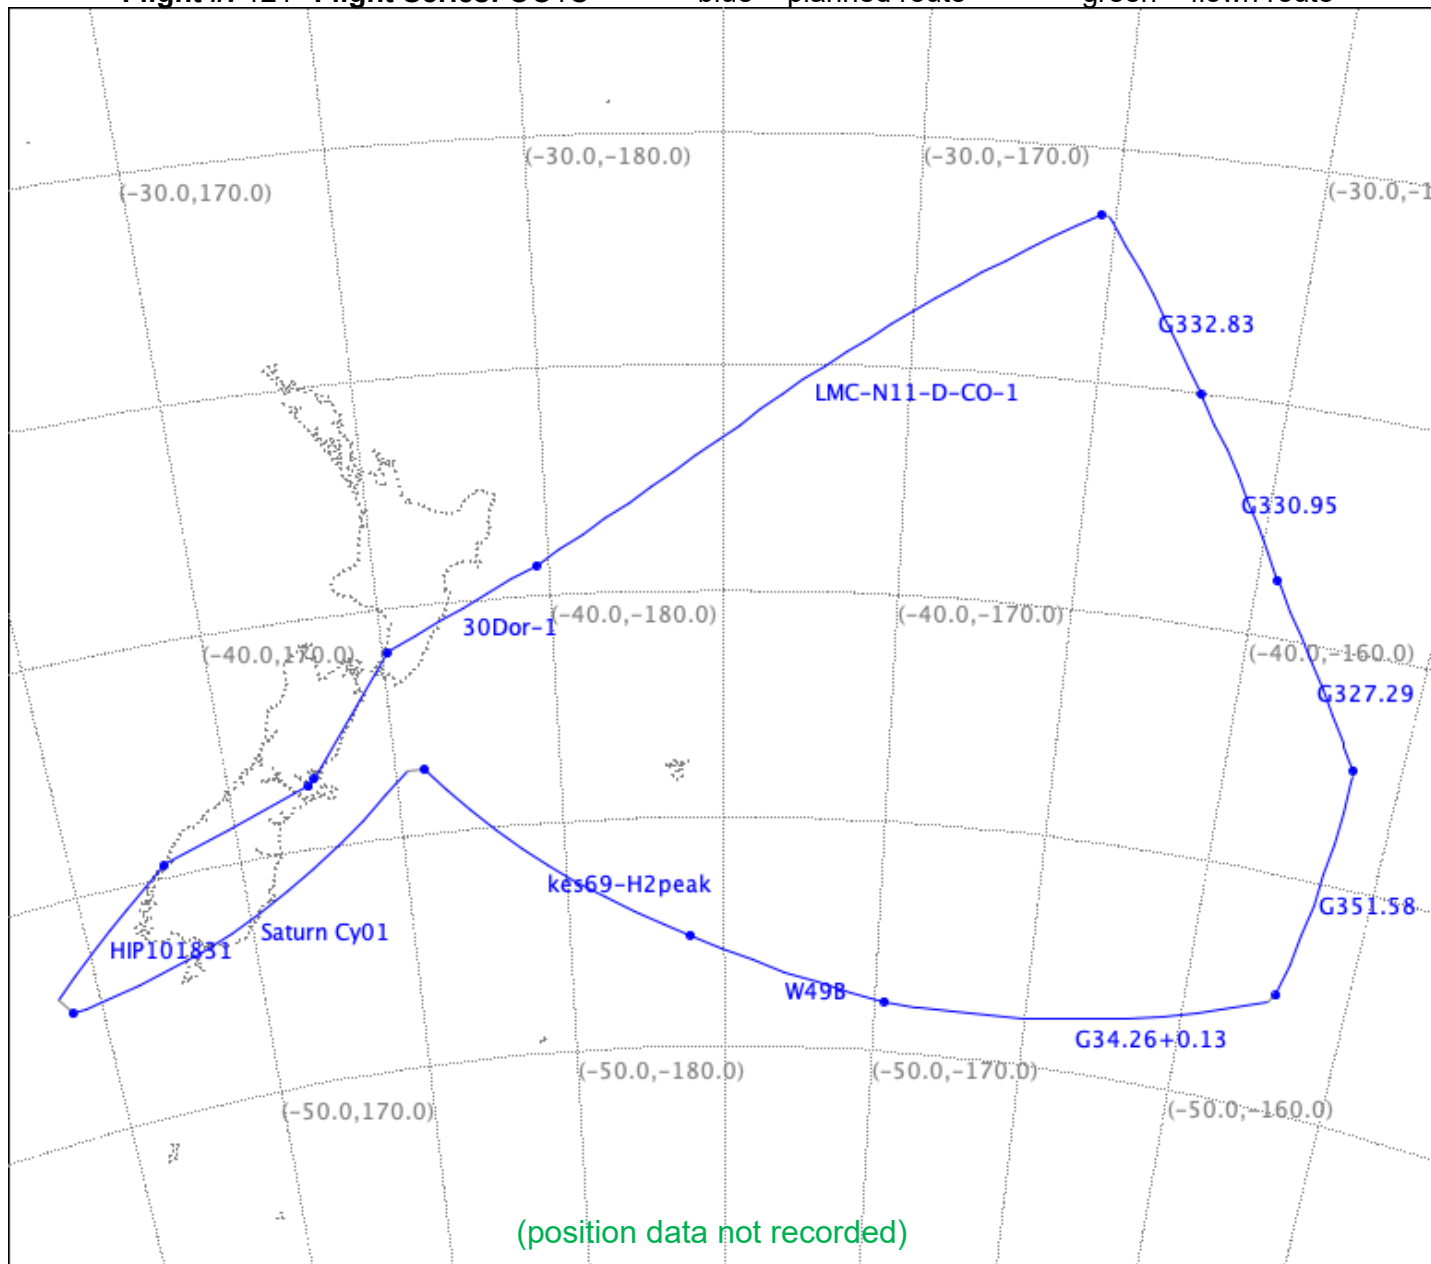 (-30.0,-180.0)
(-30.0,-170.0)
(-30.0,170.0)
(-30.0,-1
G332.83
LMC-N11-D-CO-1
G330.95
(-40.0,-180.0)
(-40.0,-170.0)
30Dor-1
(-40.0,170.0)
(-40.0,-160.0)
G327.29
kes69-H2peak
G351.58
Saturn Cy01
HIP101831
W49B
G34.26+0.13
(-50.0,-180.0)
(-50.0,-170.0)
(-50.0,170.0)
(-50.0,-160.0)
(position data not recorded)